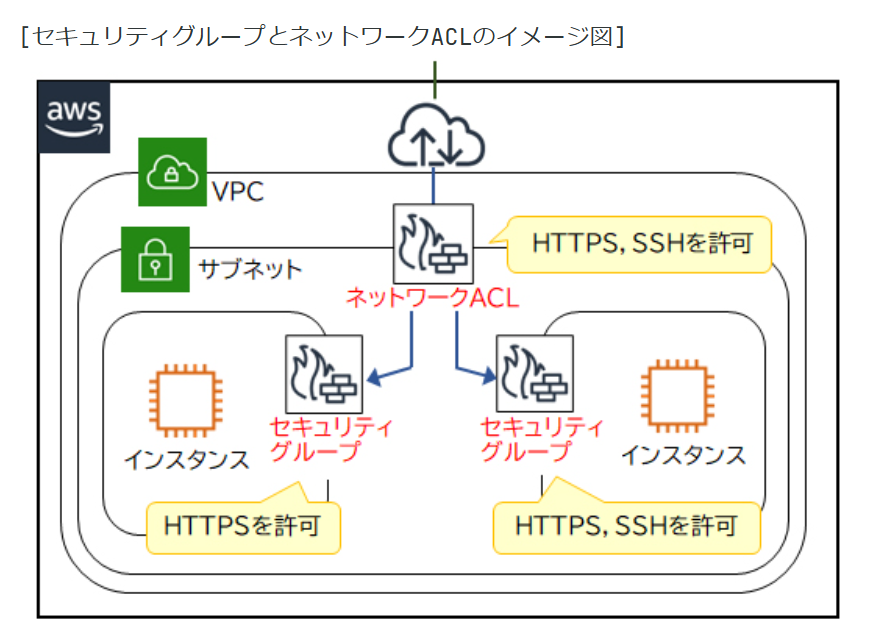 [セキュリティグループとネットワークACLのイメージ図]
aws
VPC
HTTPS, SSHを許可
サブネット
ネットワークACL
セキュリティ
グループ
セキュリティ
グループ
インスタンス
インスタンス
HTTPSを許可
HTTPS, SSHを許可